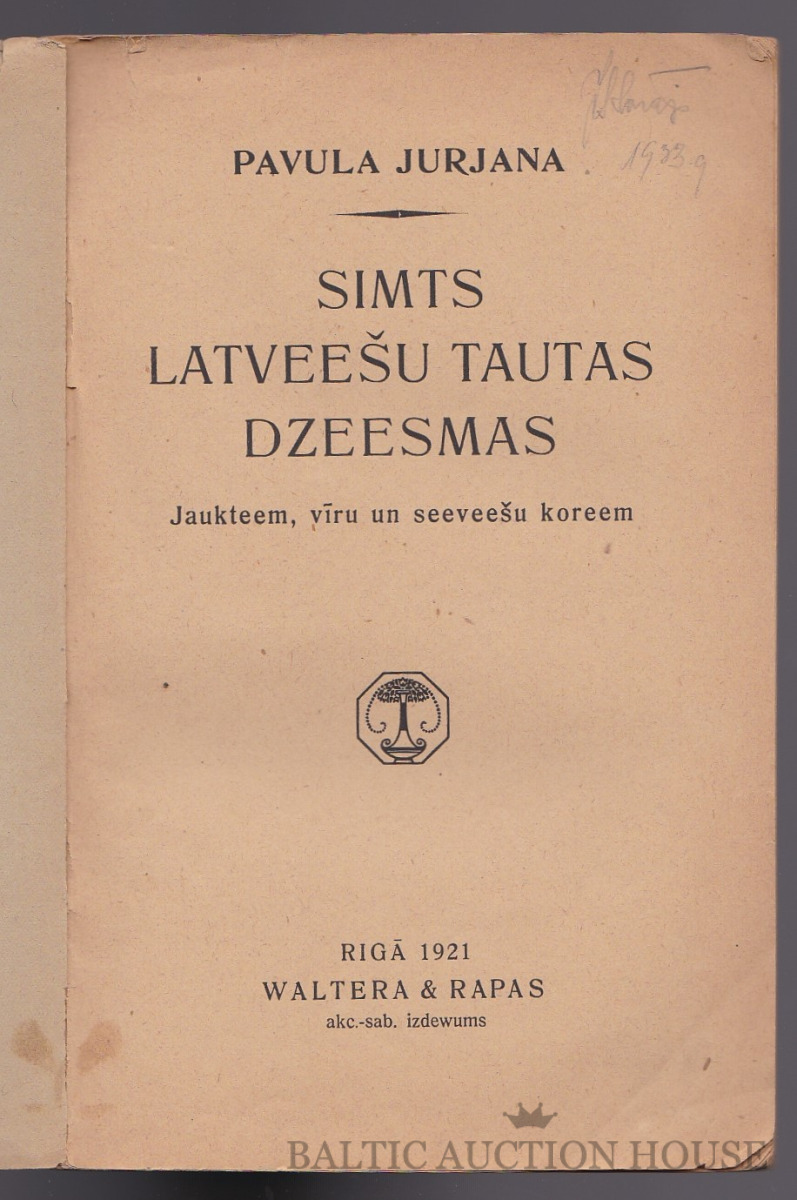 1933.g
PAVULA JURJANA
SIMTS
LATVEEŠU TAUTAS
DZEESMAS
Jaukteem, vīru un seeveešu koreem
RIGĀ 1921
WALTERA & RAPAS
akc.-sab. izdewums
BALTIC AUCTION HOUSE